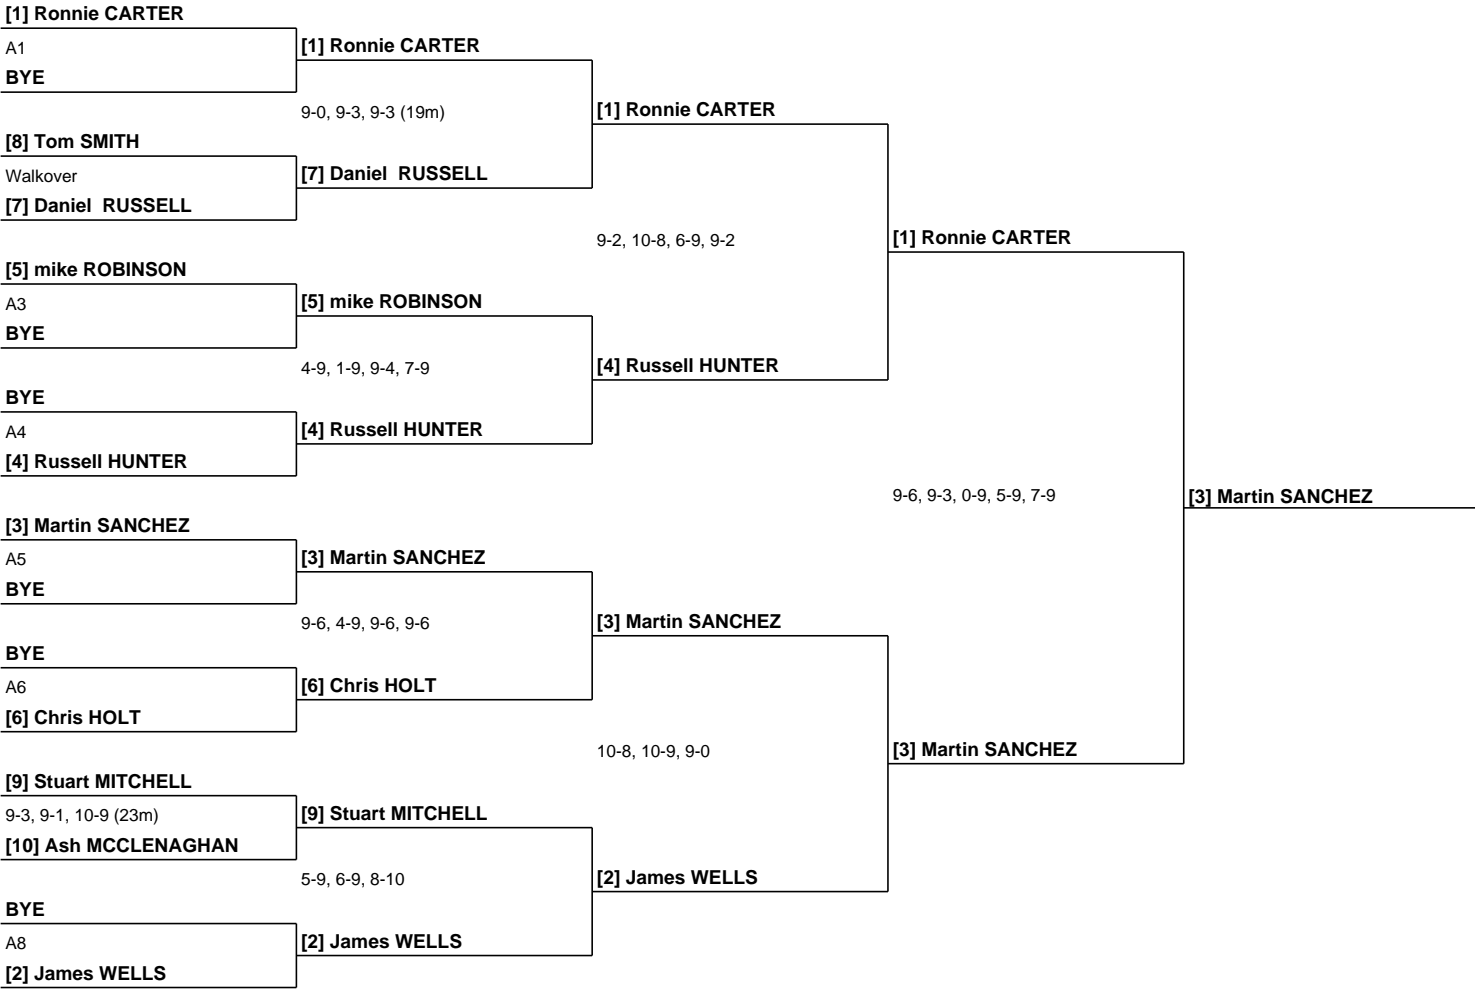 [1] Ronnie CARTER
A1
BYE
[8] Tom SMITH
Walkover
[7] Daniel  RUSSELL
[5] mike ROBINSON
A3
BYE
BYE
A4
[4] Russell HUNTER
[3] Martin SANCHEZ
A5
BYE
BYE
A6
[6] Chris HOLT
[9] Stuart MITCHELL
9-3, 9-1, 10-9 (23m)
[10] Ash MCCLENAGHAN
BYE
A8
[2] James WELLS
[1] Ronnie CARTER
9-0, 9-3, 9-3 (19m)
[7] Daniel  RUSSELL
[5] mike ROBINSON
4-9, 1-9, 9-4, 7-9
[4] Russell HUNTER
[3] Martin SANCHEZ
9-6, 4-9, 9-6, 9-6
[6] Chris HOLT
[9] Stuart MITCHELL
5-9, 6-9, 8-10
[2] James WELLS
[1] Ronnie CARTER
9-2, 10-8, 6-9, 9-2
[4] Russell HUNTER
[3] Martin SANCHEZ
10-8, 10-9, 9-0
[2] James WELLS
[1] Ronnie CARTER
9-6, 9-3, 0-9, 5-9, 7-9
[3] Martin SANCHEZ
[3] Martin SANCHEZ